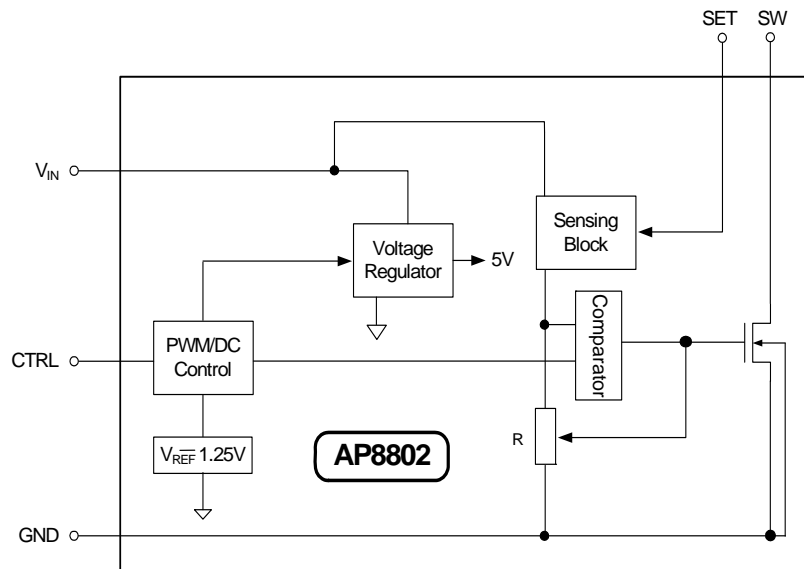 SET
SW
VIN
Sensing
Block
Voltage
Regulator
5V
Comparator
CTRL
PWM/DC
Control
VREF = 1.25V
R
AP8802
GND